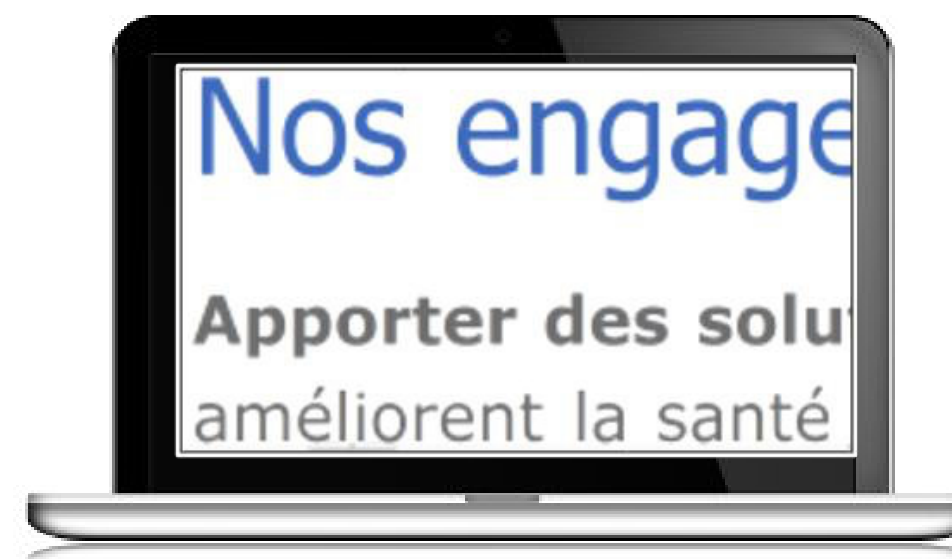 Nos engage
Apporter des solu
améliorent la santé